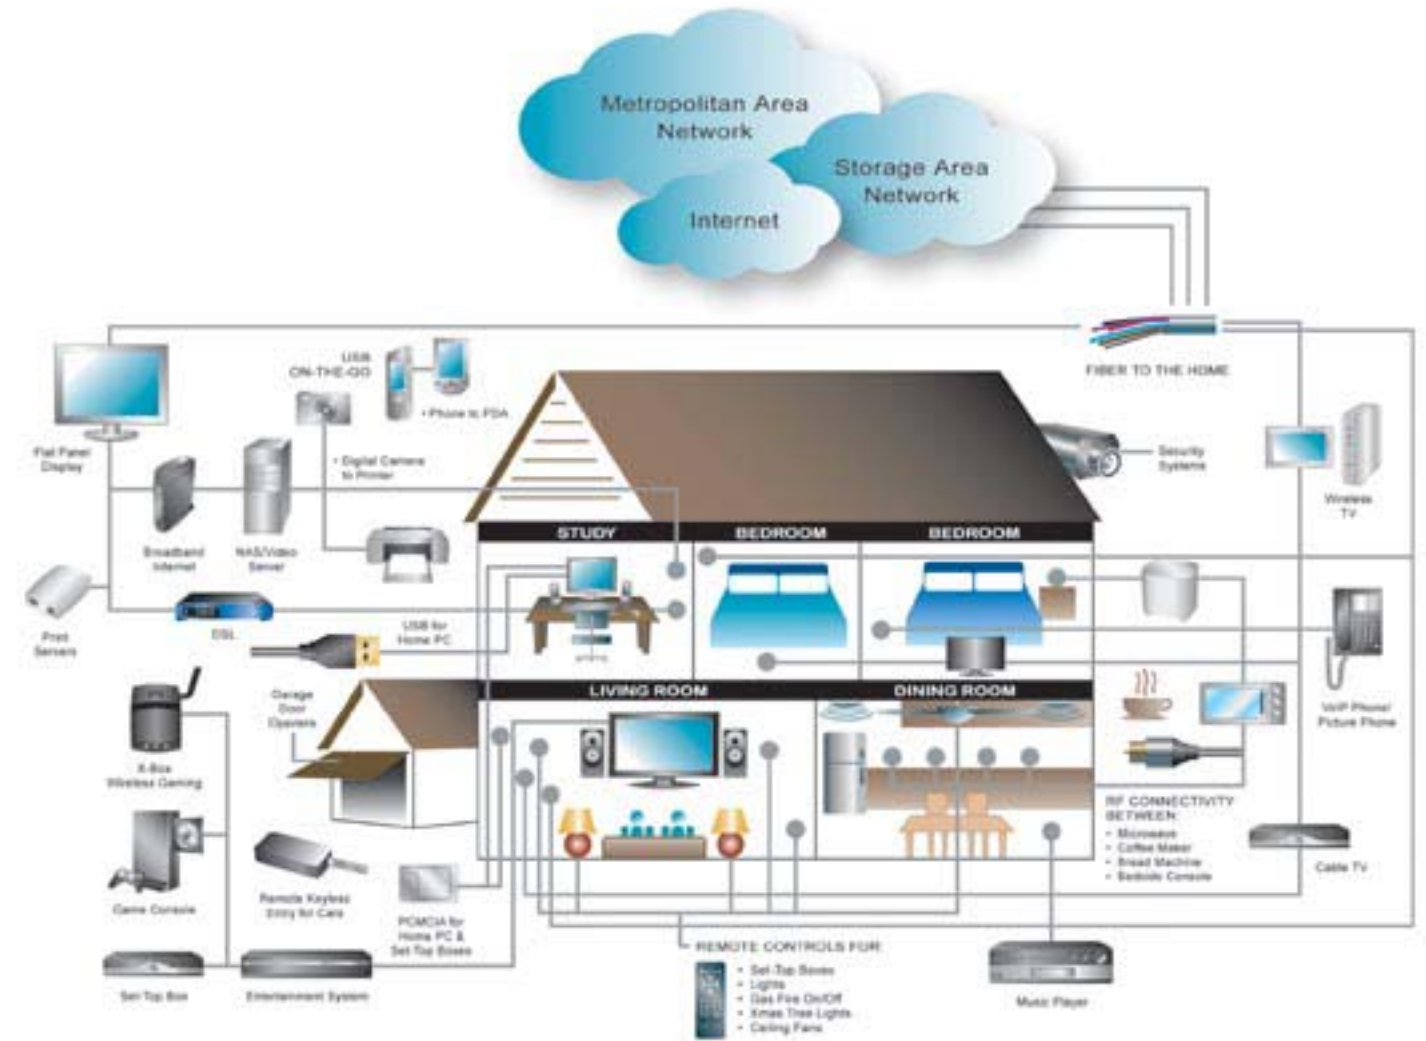 Metropolitan Area
Network
Storage Area
Network
Internet
FIBER TO THE HOME
Flat Panel
Display
USB
ON-THE-GO
• Phone to PDA
• Digital Camera
to Printer
Broadband
Internet
NAS/Video
Server
Security
Systems
Wireless
TV
STUDY
BEDROOM
BEDROOM
Print
Servers
DSL
USB for
Home PC
VoIP Phone/
Picture Phone
Garage
Door
Openers
LIVING ROOM
DINING ROOM
X-Box
Wireless Gaming
RF CONNECTIVITY
BETWEEN:
• Microwave
• Coffee Maker
• Bread Machine
• Bedside Console
Cable TV
Game Console
Remote Keyless
Entry for Cars
PCMCIA for
Home PC &
Set-Top Boxes
Set-Top Box
Entertainment System
REMOTE CONTROLS FOR:
• Set-Top Boxes
• Lights
• Gas Fire On/Off
• Xmas Tree Lights
• Ceiling Fans
Music Player